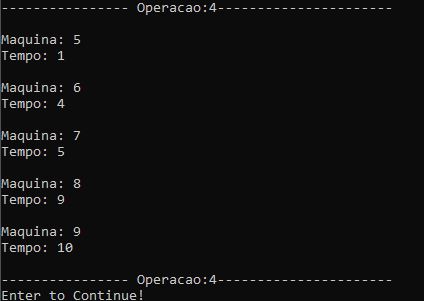 ---------------- Operacao:4----------------------
Maquina: 5
Tempo: 1
Maquina: 6
Tempo: 4
Maquina: 7
Tempo: 5
Maquina: 8
Tempo: 9
Maquina: 9
Tempo: 10
---------------- Operacao:4----------------------
Enter to Continue!